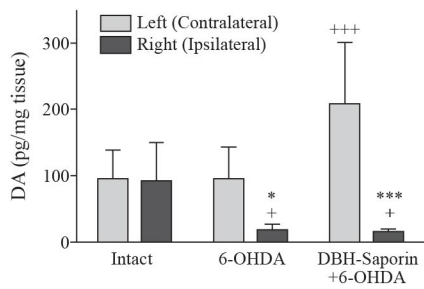 Left (Contralateral)
Right (Ipsilateral)
DA (pg/mg tissue)
300
200
100
0
+++
*
+
***
+
Intact
6-OHDA
DBH-Saporin
+6-OHDA